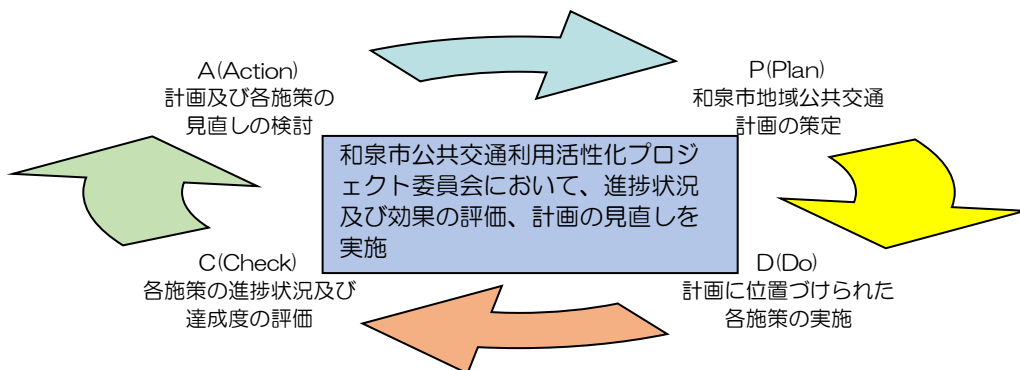 A(Action)
計画及び各施策の
見直しの検討
P(Plan)
和泉市地域公共交通
計画の策定
和泉市公共交通利用活性化プロジ
ェクト委員会において、進捗状況
及び効果の評価、計画の見直しを
実施
C(Check)
各施策の進捗状況及び
達成度の評価
D(Do)
計画に位置づけられた
各施策の実施